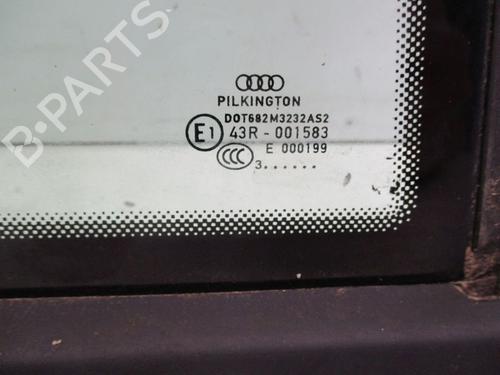 PILKINGTON
DOT682M3232AS2
E1 43R-001583
E 000199
CCC 3......
B-PARTS